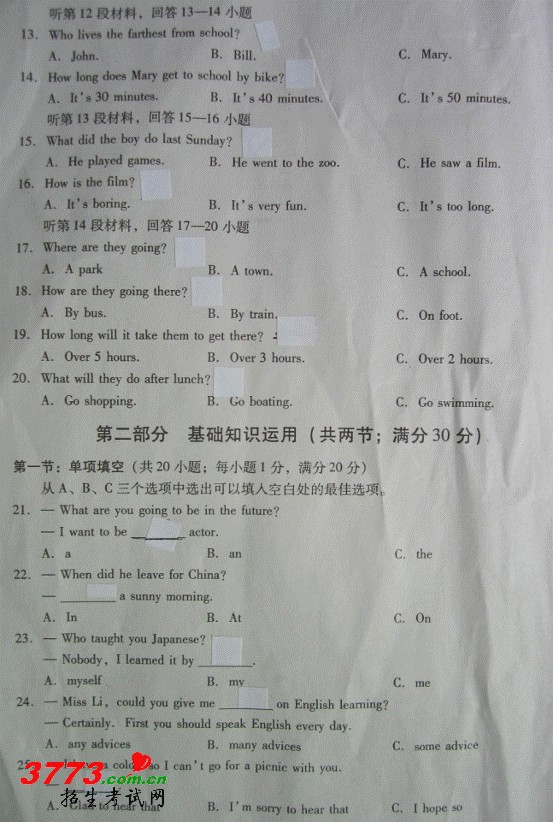 听第12段材料，回答13—14小题
13. Who lives the farthest from school?
A. John. B. Bill. C. Mary.
14. How long does Mary get to school by bike?
A. It's 30 minutes. B. It's 40 minutes. C. It's 50 minutes.
听第13段材料，回答15—16小题
15. What did the boy do last Sunday?
A. He played games. B. He went to the zoo. C. He saw a film.
16. How is the film?
A. It's boring. B. It's very fun. C. It's too long.
听第14段材料，回答17—20小题
17. Where are they going?
A. A park B. A town. C. A school.
18. How are they going there?
A. By bus. B. By train. C. On foot.
19. How long will it take them to get there?
A. Over 5 hours. B. Over 3 hours. C. Over 2 hours.
20. What will they do after lunch?
A. Go shopping. B. Go boating. C. Go swimming.
第二部分 基础知识运用（共两节；满分30分）
第一节：单项填空（共20小题；每小题1分，满分20分）
从A、B、C三个选项中选出可以填入空白处的最佳选项。
21. — What are you going to be in the future?
— I want to be ______ actor.
A. a B. an C. the
22. — When did he leave for China?
— ______ a sunny morning.
A. In B. At C. On
23. — Who taught you Japanese?
— Nobody, I learned it by ______.
A. myself B. my C. me
24. — Miss Li, could you give me ______ on English learning?
— Certainly. First you should speak English every day.
A. any advices B. many advices C. some advice
25. — a cold, so I can't go for a picnic with you.
— ______
A. Glad to hear that B. I'm sorry to hear that C. I hope so
3773.com.cn
招生考试网